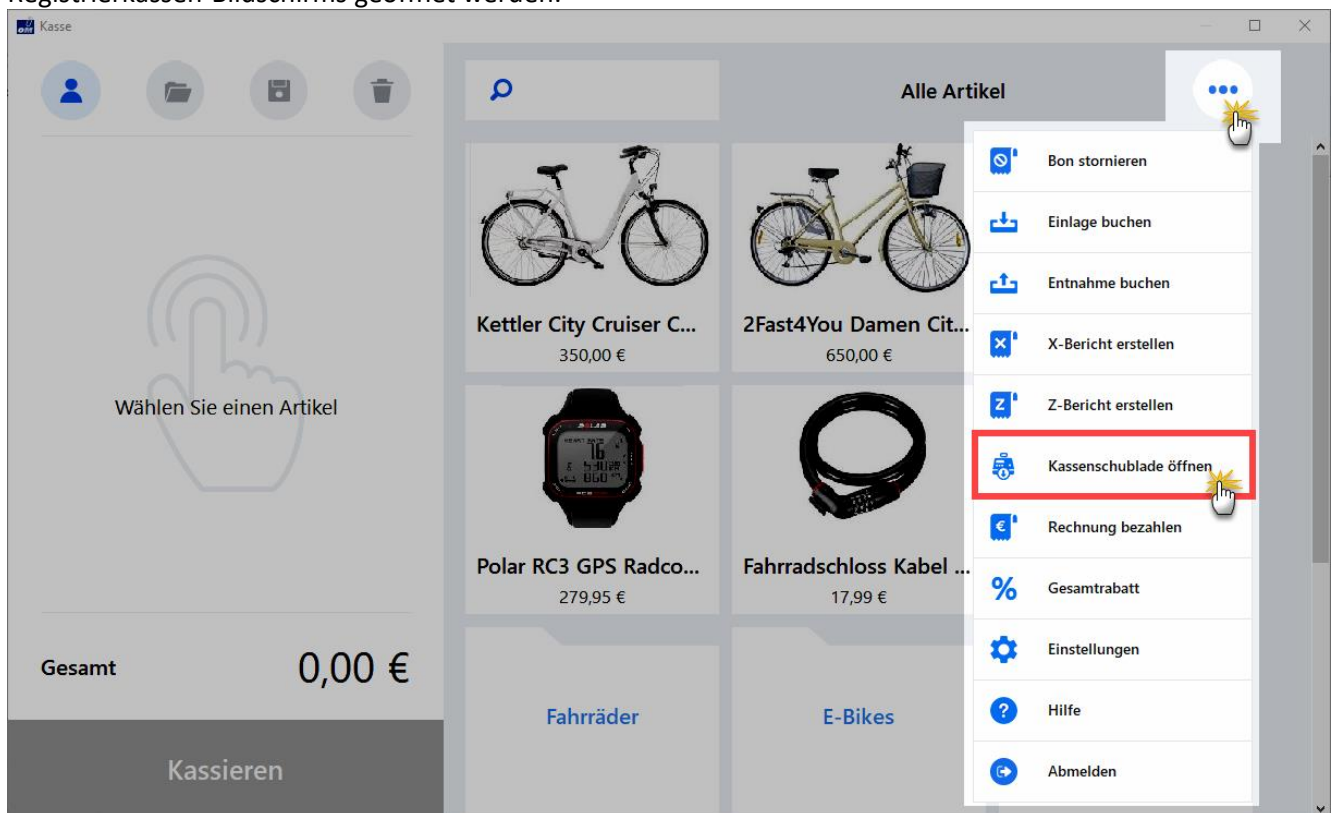 Registrierkassen-Bildschirms geöffnet werden.
Kasse
Alle Artikel
Wählen Sie einen Artikel
Gesamt 0,00 €
Kassieren
Kettler City Cruiser C...
350,00 €
2Fast4You Damen Cit...
650,00 €
Polar RC3 GPS Radco...
279,95 €
Fahrradschloss Kabel ...
17,99 €
Fahrräder
E-Bikes
Bon stornieren
Einlage buchen
Entnahme buchen
X-Bericht erstellen
Z-Bericht erstellen
Kassenschublade öffnen
Rechnung bezahlen
Gesamtrabatt
Einstellungen
Hilfe
Abmelden